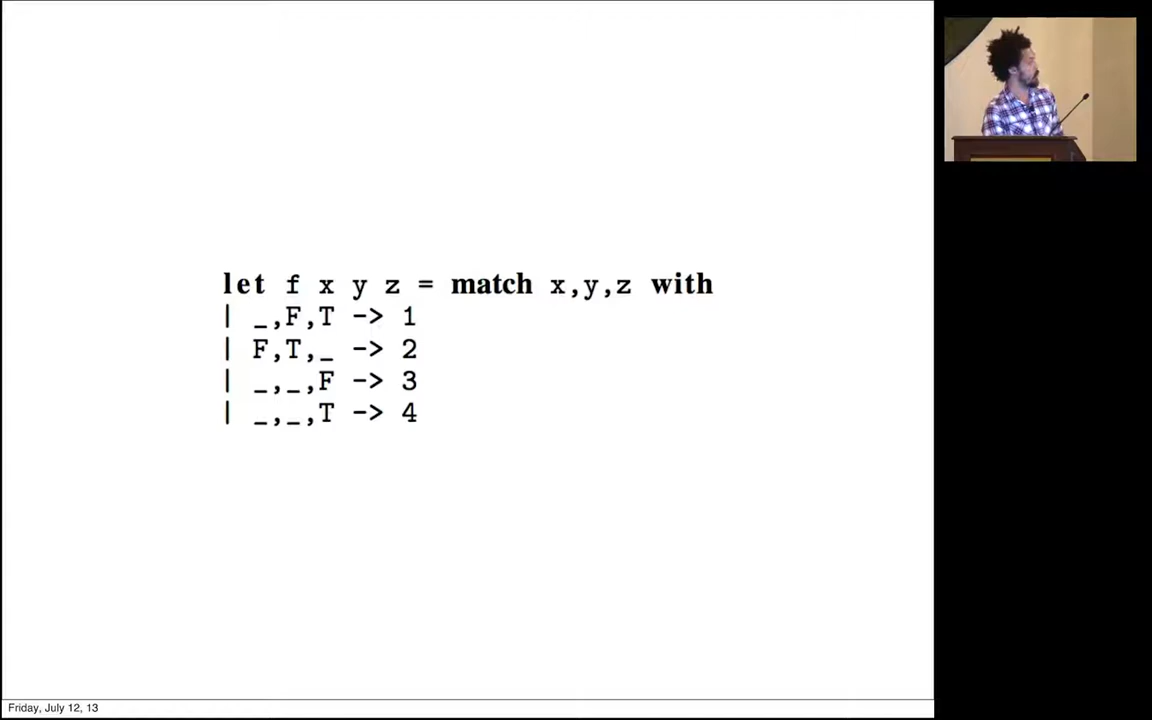 let f x y z = match x,y,z with
| _,F,T -> 1
| F,T,_ -> 2
| _,_,F -> 3
| _,_,T -> 4
Friday, July 12, 13